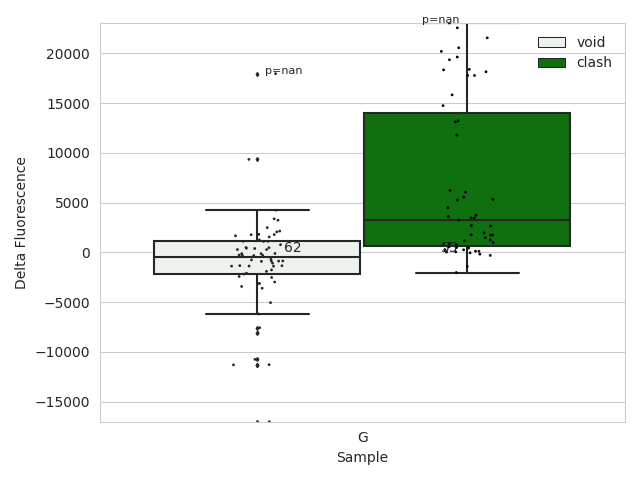 p=nan
p=nan
void
clash
20000
15000
10000
5000
0
−5000
−10000
−15000
62
Delta Fluorescence
G
Sample